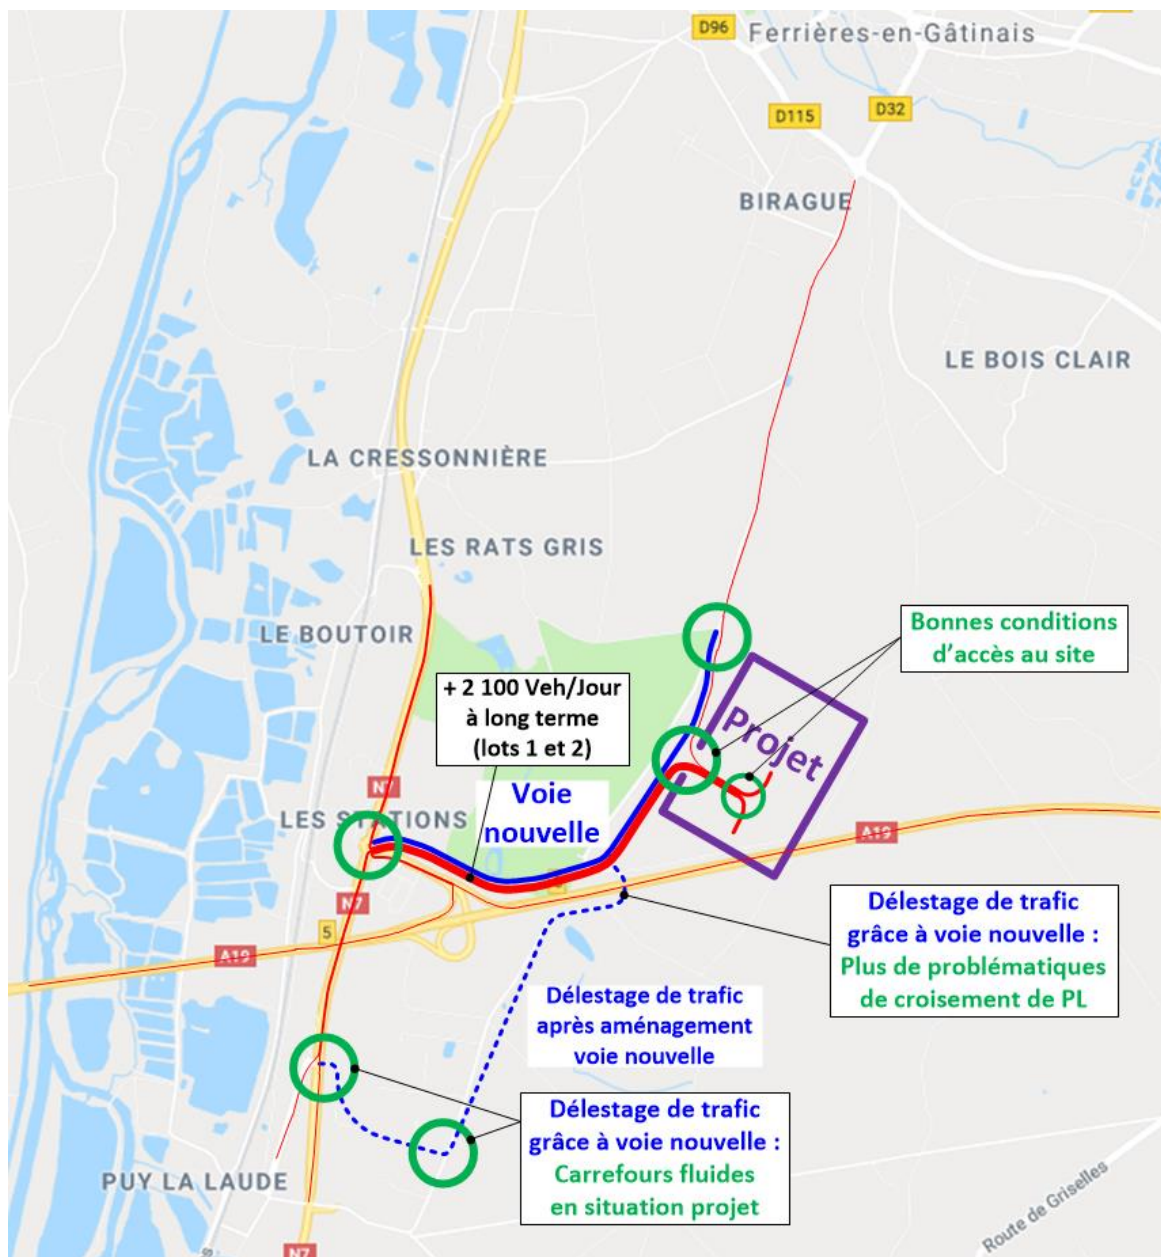 D96
Ferrières-en-Gâtinais
D115
D32
BIRAGUE
LE BOIS CLAIR
LA CRESSONNIÈRE
LES RATS GRIS
LE BOUTOIR
Bonnes conditions
d'accès au site
+ 2 100 Veh/Jour
à long terme
(lots 1 et 2)
Projet
N7
LES STATIONS
Voie
nouvelle
A19
N7
5
A19
Délestage de trafic
grâce à voie nouvelle :
Plus de problématiques
de croisement de PL
Délestage de trafic
après aménagement
voie nouvelle
Délestage de trafic
grâce à voie nouvelle :
Carrefours fluides
en situation projet
PUY LA LAUDE
Route de Griselles
N7